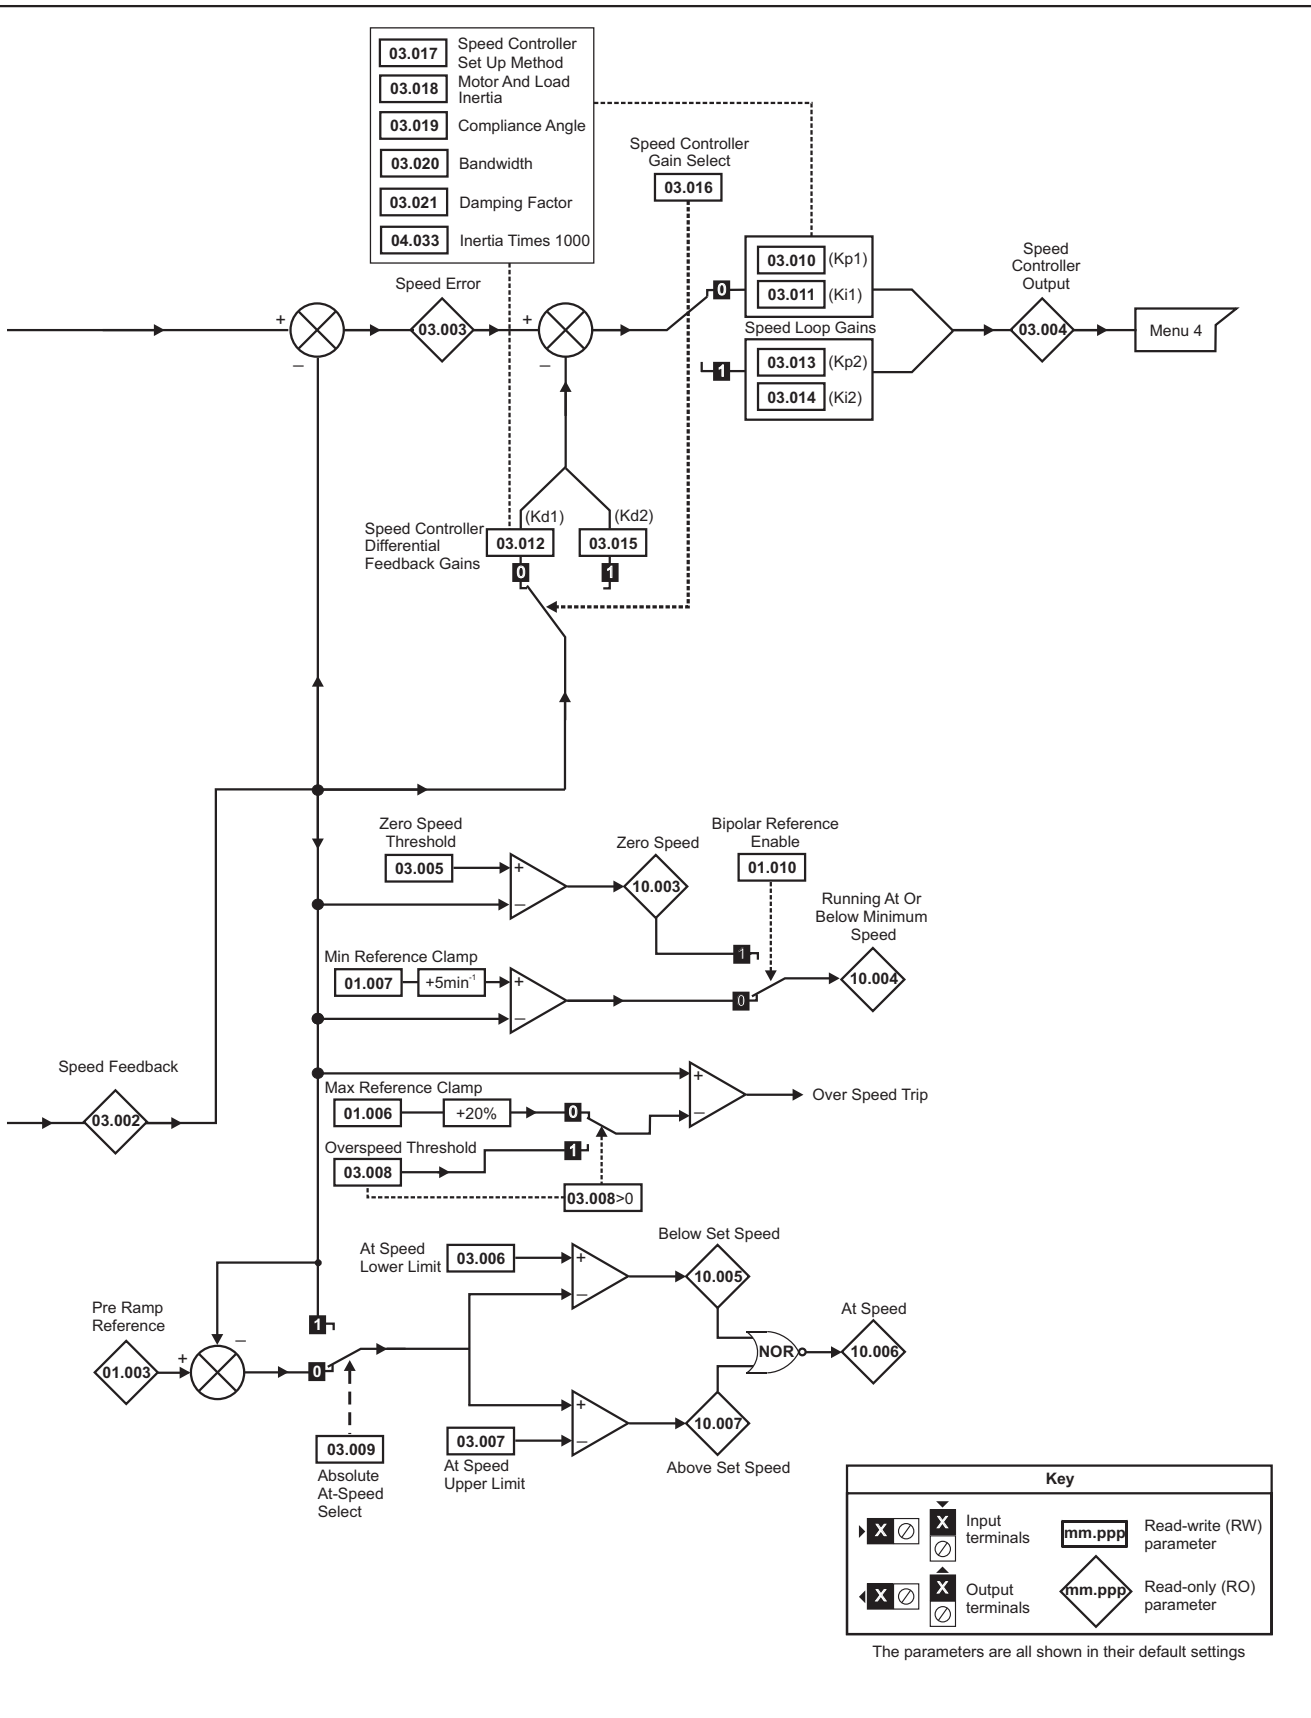 03.017 Speed Controller
Set Up Method
03.018 Motor And Load
Inertia
03.019 Compliance Angle
03.020 Bandwidth
03.021 Damping Factor
04.033 Inertia Times 1000
Speed Controller
Gain Select
03.016
Speed Error
+
–
03.003
+
–
0
03.010 (Kp1)
03.011 (Ki1)
Speed Loop Gains
1
03.013 (Kp2)
03.014 (Ki2)
Speed
Controller
Output
03.004
Menu 4
(Kd1)
(Kd2)
Speed Controller
Differential
Feedback Gains
03.012
03.015
0
1
Zero Speed
Threshold
03.005
+
–
Zero Speed
10.003
Bipolar Reference
Enable
01.010
Running At Or
Below Minimum
Speed
10.004
1
0
Min Reference Clamp
01.007
+5min-1
+
–
Speed Feedback
03.002
Max Reference Clamp
01.006
+20%
0
+
–
Over Speed Trip
Overspeed Threshold
03.008
1
03.008>0
At Speed
Lower Limit
03.006
+
–
Below Set Speed
10.005
Pre Ramp
Reference
01.003
+
–
1
0
NOR
At Speed
10.006
03.009
Absolute
At-Speed
Select
03.007
At Speed
Upper Limit
+
–
10.007
Above Set Speed
Key
X
X
Input
terminals
mm.ppp
Read-write (RW)
parameter
X
X
Output
terminals
mm.ppp
Read-only (RO)
parameter
The parameters are all shown in their default settings